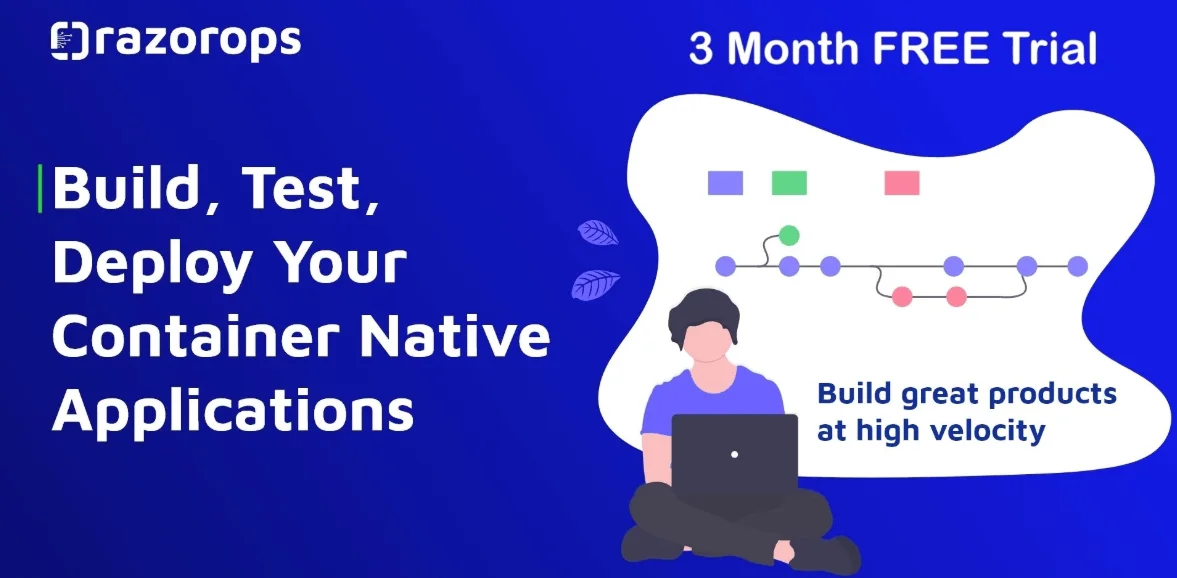 razorops
3 Month FREE Trial
Build, Test,
Deploy Your
Container Native
Applications
Build great products
at high velocity